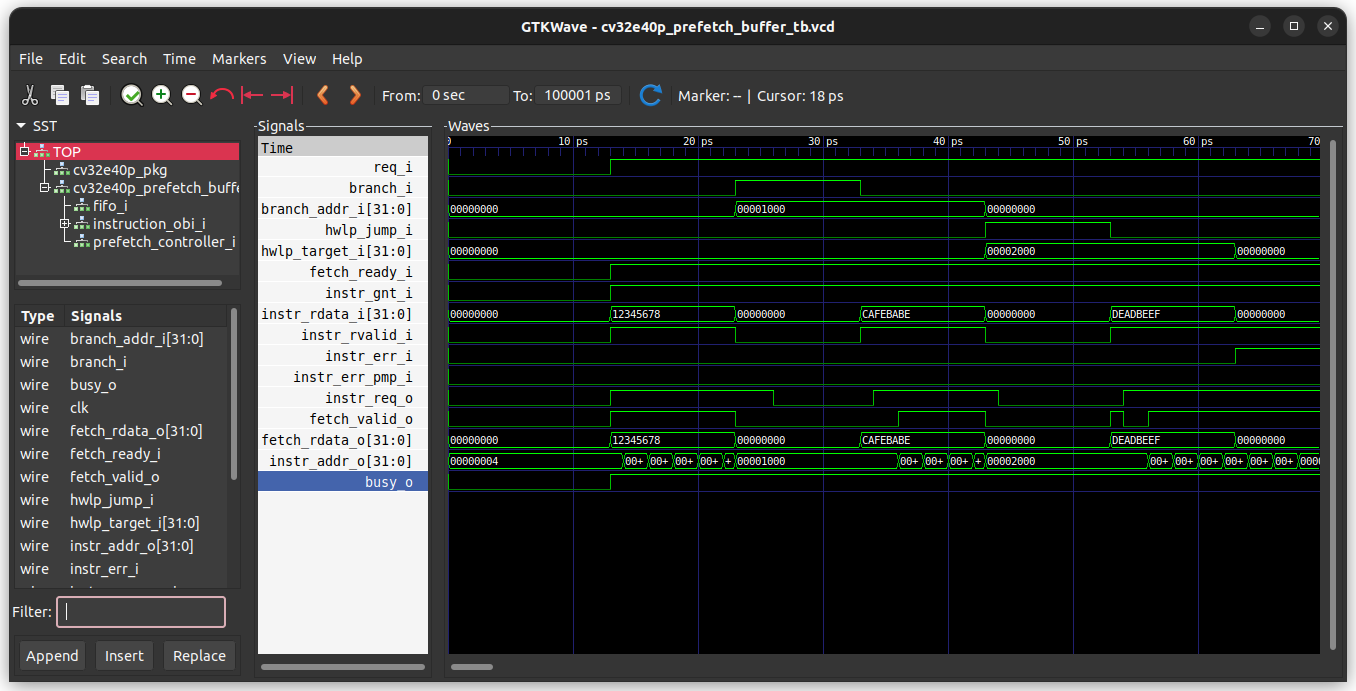 GTKWave - cv32e40p_prefetch_buffer_tb.vcd
File Edit Search Time Markers View Help
From: 0 sec To: 100001 ps Marker: -- | Cursor: 18 ps
SST
TOP
cv32e40p_pkg
cv32e40p_prefetch_buffe
fifo_i
instruction_obi_i
prefetch_controller_i
Type Signals
wire branch_addr_i[31:0]
wire branch_i
wire busy_o
wire clk
wire fetch_rdata_o[31:0]
wire fetch_ready_i
wire fetch_valid_o
wire hwlp_jump_i
wire hwlp_target_i[31:0]
wire instr_addr_o[31:0]
wire instr_err_i
Filter:
Append Insert Replace
Signals
Time
req_i
branch_i
branch_addr_i[31:0]
hwlp_jump_i
hwlp_target_i[31:0]
fetch_ready_i
instr_gnt_i
instr_rdata_i[31:0]
instr_rvalid_i
instr_err_i
instr_err_pmp_i
instr_req_o
fetch_valid_o
fetch_rdata_o[31:0]
instr_addr_o[31:0]
busy_o
Waves
0 10 ps 20 ps 30 ps 40 ps 50 ps 60 ps 70
00000000 00001000 00000000
00000000 00002000 00000000
00000000 12345678 00000000 CAFEBABE 00000000 DEADBEEF 00000000
00000000 12345678 00000000 CAFEBABE 00000000 DEADBEEF 00000000
00000004 00+ 00+ 00+ 00+ + 00001000 00+ 00+ 00+ + 00002000 00+ 00+ 00+ 00+ 00+ 00+ 0000